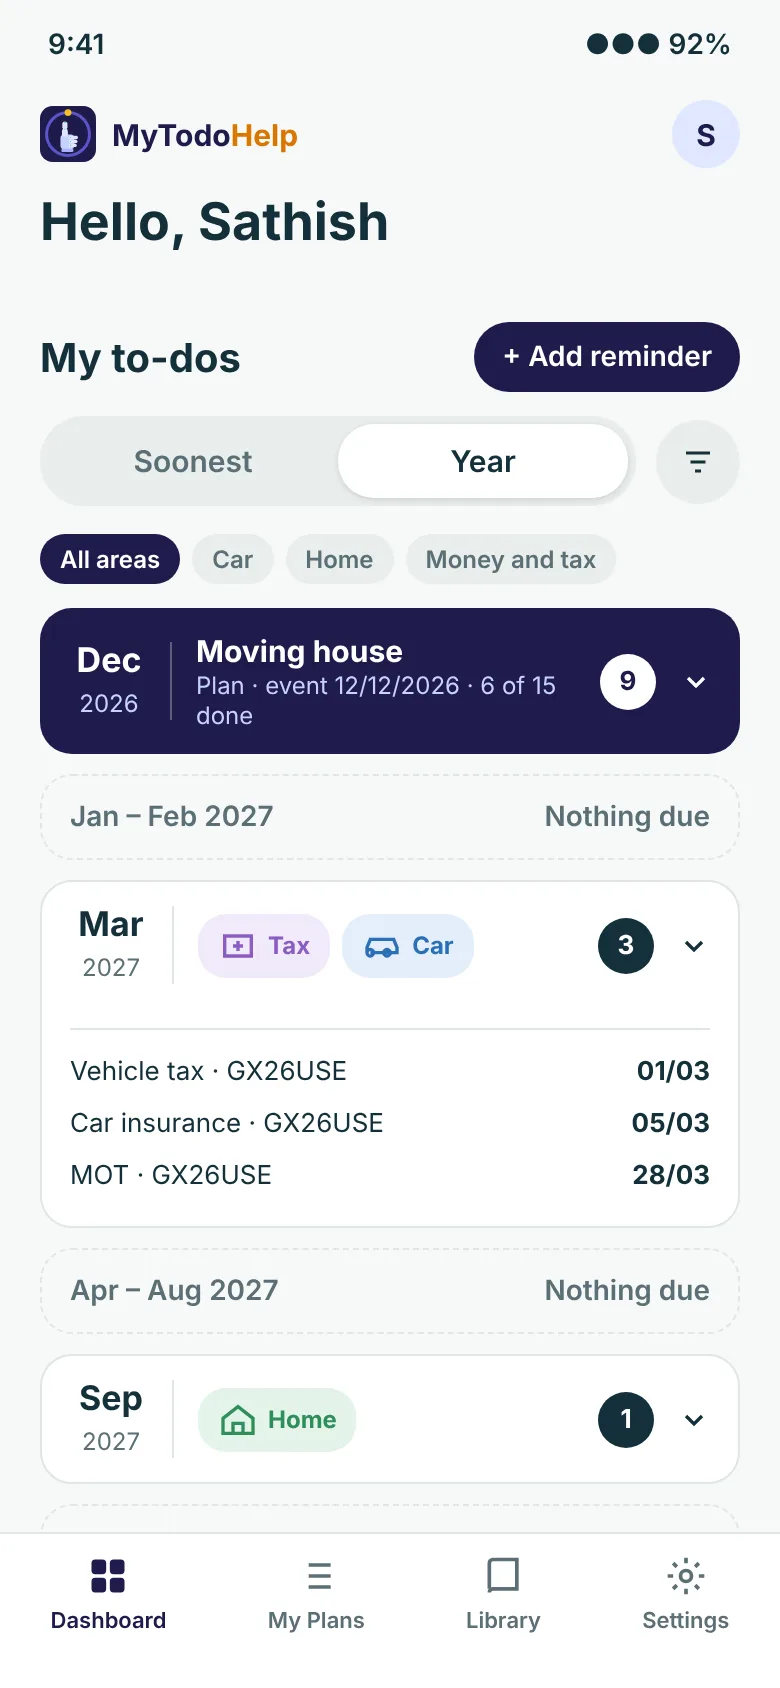 9:41
92%
MyTodoHelp
S
Hello, Sathish
My to-dos
+ Add reminder
Soonest
Year
All areas
Car
Home
Money and tax
Dec
2026
Moving house
Plan · event 12/12/2026 · 6 of 15
done
9
Jan – Feb 2027
Nothing due
Mar
2027
Tax
Car
3
Vehicle tax · GX26USE
01/03
Car insurance · GX26USE
05/03
MOT · GX26USE
28/03
Apr – Aug 2027
Nothing due
Sep
2027
Home
1
Dashboard
My Plans
Library
Settings